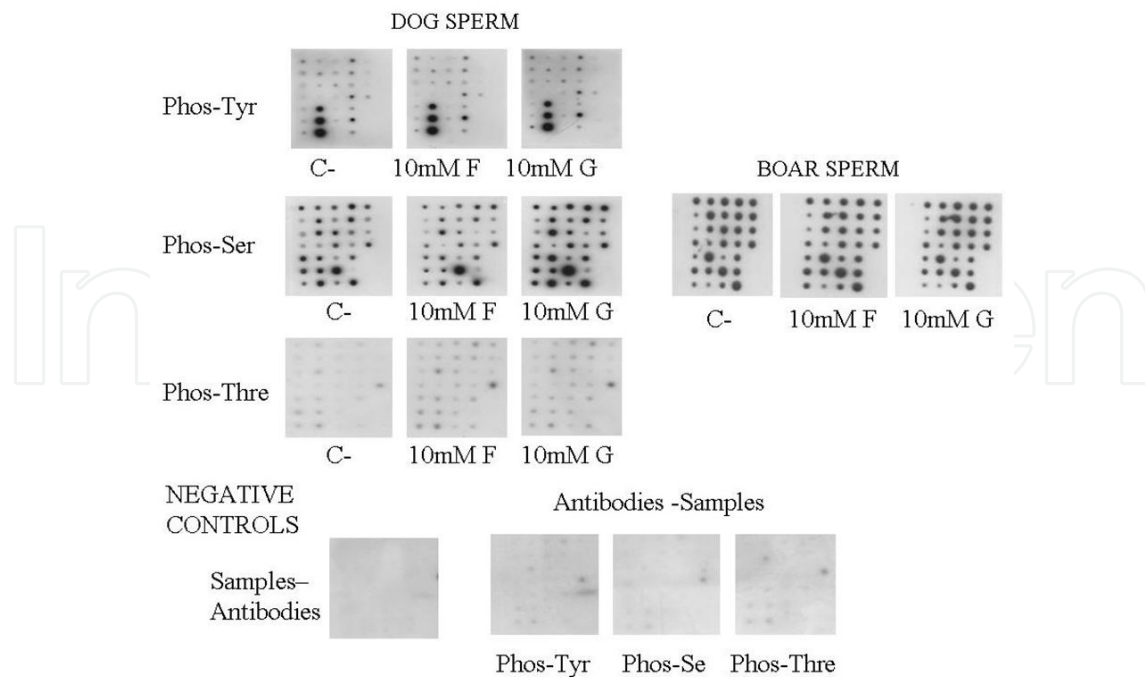 DOG SPERM
Phos-Tyr
C- 10mM F 10mM G
BOAR SPERM
Phos-Ser
C- 10mM F 10mM G
C- 10mM F 10mM G
Phos-Thre
C- 10mM F 10mM G
NEGATIVE
CONTROLS
Antibodies -Samples
Samples–
Antibodies
Phos-Tyr Phos-Se Phos-Thre